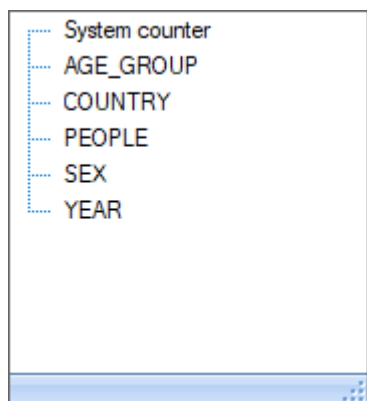 System counter
AGE_GROUP
COUNTRY
PEOPLE
SEX
YEAR